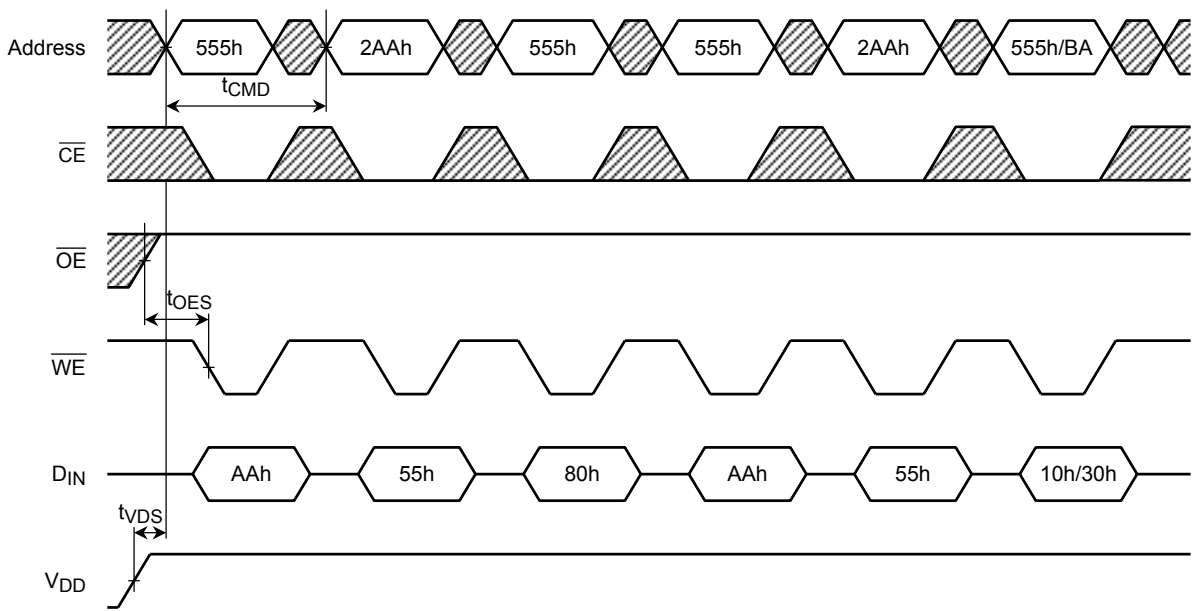 Address 555h 2AAh 555h 555h 2AAh 555h/BA
tCMD
CE
OE
tOES
WE
DIN AAh 55h 80h AAh 55h 10h/30h
tVDS
VDD